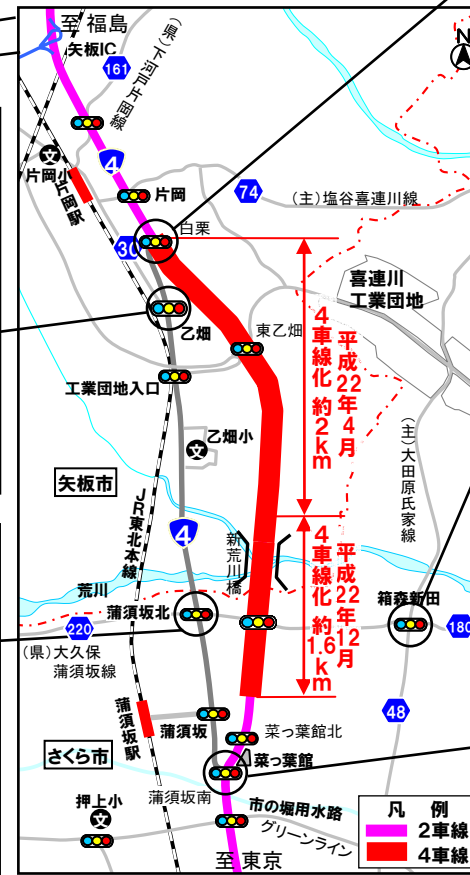 至福島
矢板IC
161
(県)下河戸片岡線
N
4
片岡小
片岡駅
片岡
74
(主)塩谷喜連川線
30
白栗
喜連川
工業団地
乙畑
東乙畑
平成22年4月
4車線化 約2km
工業団地入口
乙畑小
文
矢板市
JR東北本線
4
(主)大田原氏家線
新荒川橋
平成22年12月
4車線化 約1.6km
荒川
蒲須坂北
箱森新田
220
180
(県)大久保
蒲須坂線
48
蒲須坂駅
蒲須坂
菜っ葉館北
さくら市
菜っ葉館
蒲須坂南
押上小
文
市の堀用水路
グリーンライン
至東京
凡例
2車線
4車線
文